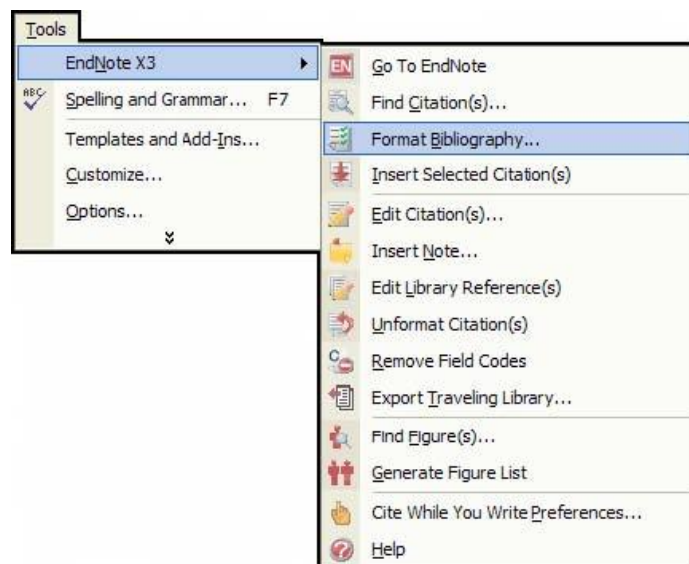 Tools
EndNote X3
ABC
Spelling and Grammar... F7
Templates and Add-Ins...
Customize...
Options...
EN
Go To EndNote
Find Citation(s)...
Format Bibliography...
Insert Selected Citation(s)
Edit Citation(s)...
Insert Note...
Edit Library Reference(s)
Unformat Citation(s)
C
Remove Field Codes
Export Traveling Library...
Find Figure(s)...
Generate Figure List
Cite While You Write Preferences...
?
Help